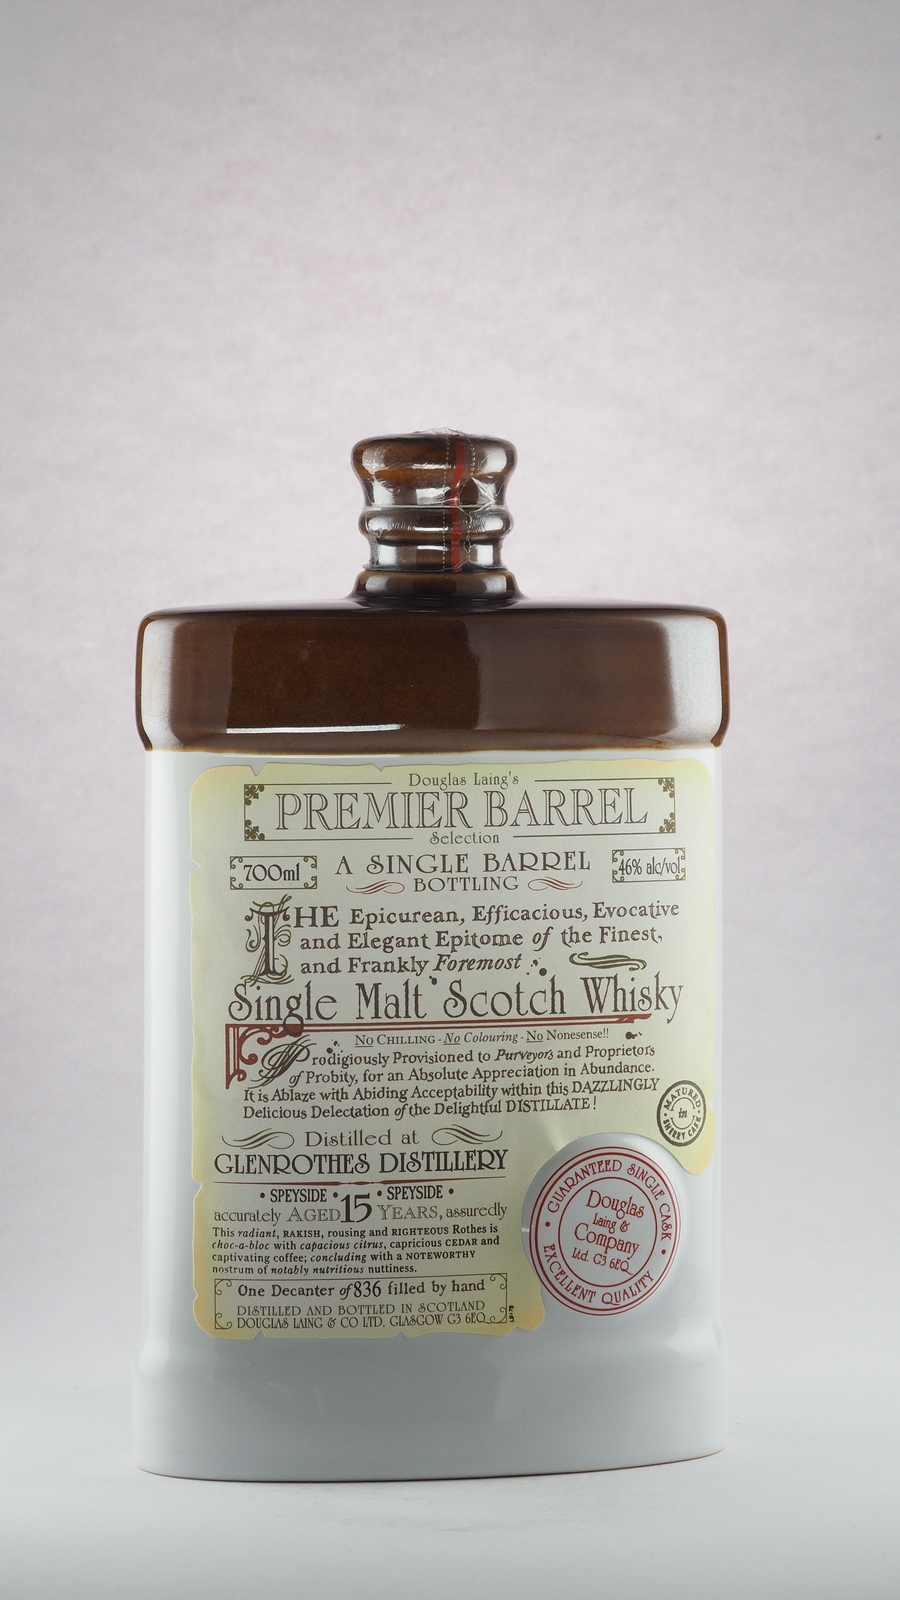 Douglas Laing's
PREMIER BARREL
Selection
700ml
A SINGLE BARREL
BOTTLING
46% alc/vol
THE Epicurean, Efficacious, Evocative
and Elegant Epitome of the Finest,
and Frankly Foremost :.
Single Malt Scotch Whisky
No CHILLING - No Colouring - No Nonesense!!
Prodigiously Provisioned to Purveyors and Proprietors
of Probity, for an Absolute Appreciation in Abundance.
It is Ablaze with Abiding Acceptability within this DAZZLINGLY
Delicious Delectation of the Delightful DISTILLATE!
MATURED
in
SHERRY CASK
Distilled at
GLENROTHES DISTILLERY
• SPEYSIDE • • SPEYSIDE •
accurately AGED 15 YEARS, assuredly
This radiant, RAKISH, rousing and RIGHTEOUS Rothes is
choc-a-bloc with capacious citrus, capricious CEDAR and
captivating coffee; concluding with a NOTEWORTHY
nostrum of notably nutritious nuttiness.
One Decanter of 836 filled by hand
DISTILLED AND BOTTLED IN SCOTLAND
DOUGLAS LAING & CO LTD, GLASGOW G3 6EQ
• GUARANTEED SINGLE CASK •
Douglas
Laing &
Company
Ltd. G3 6EQ
EXCELLENT QUALITY